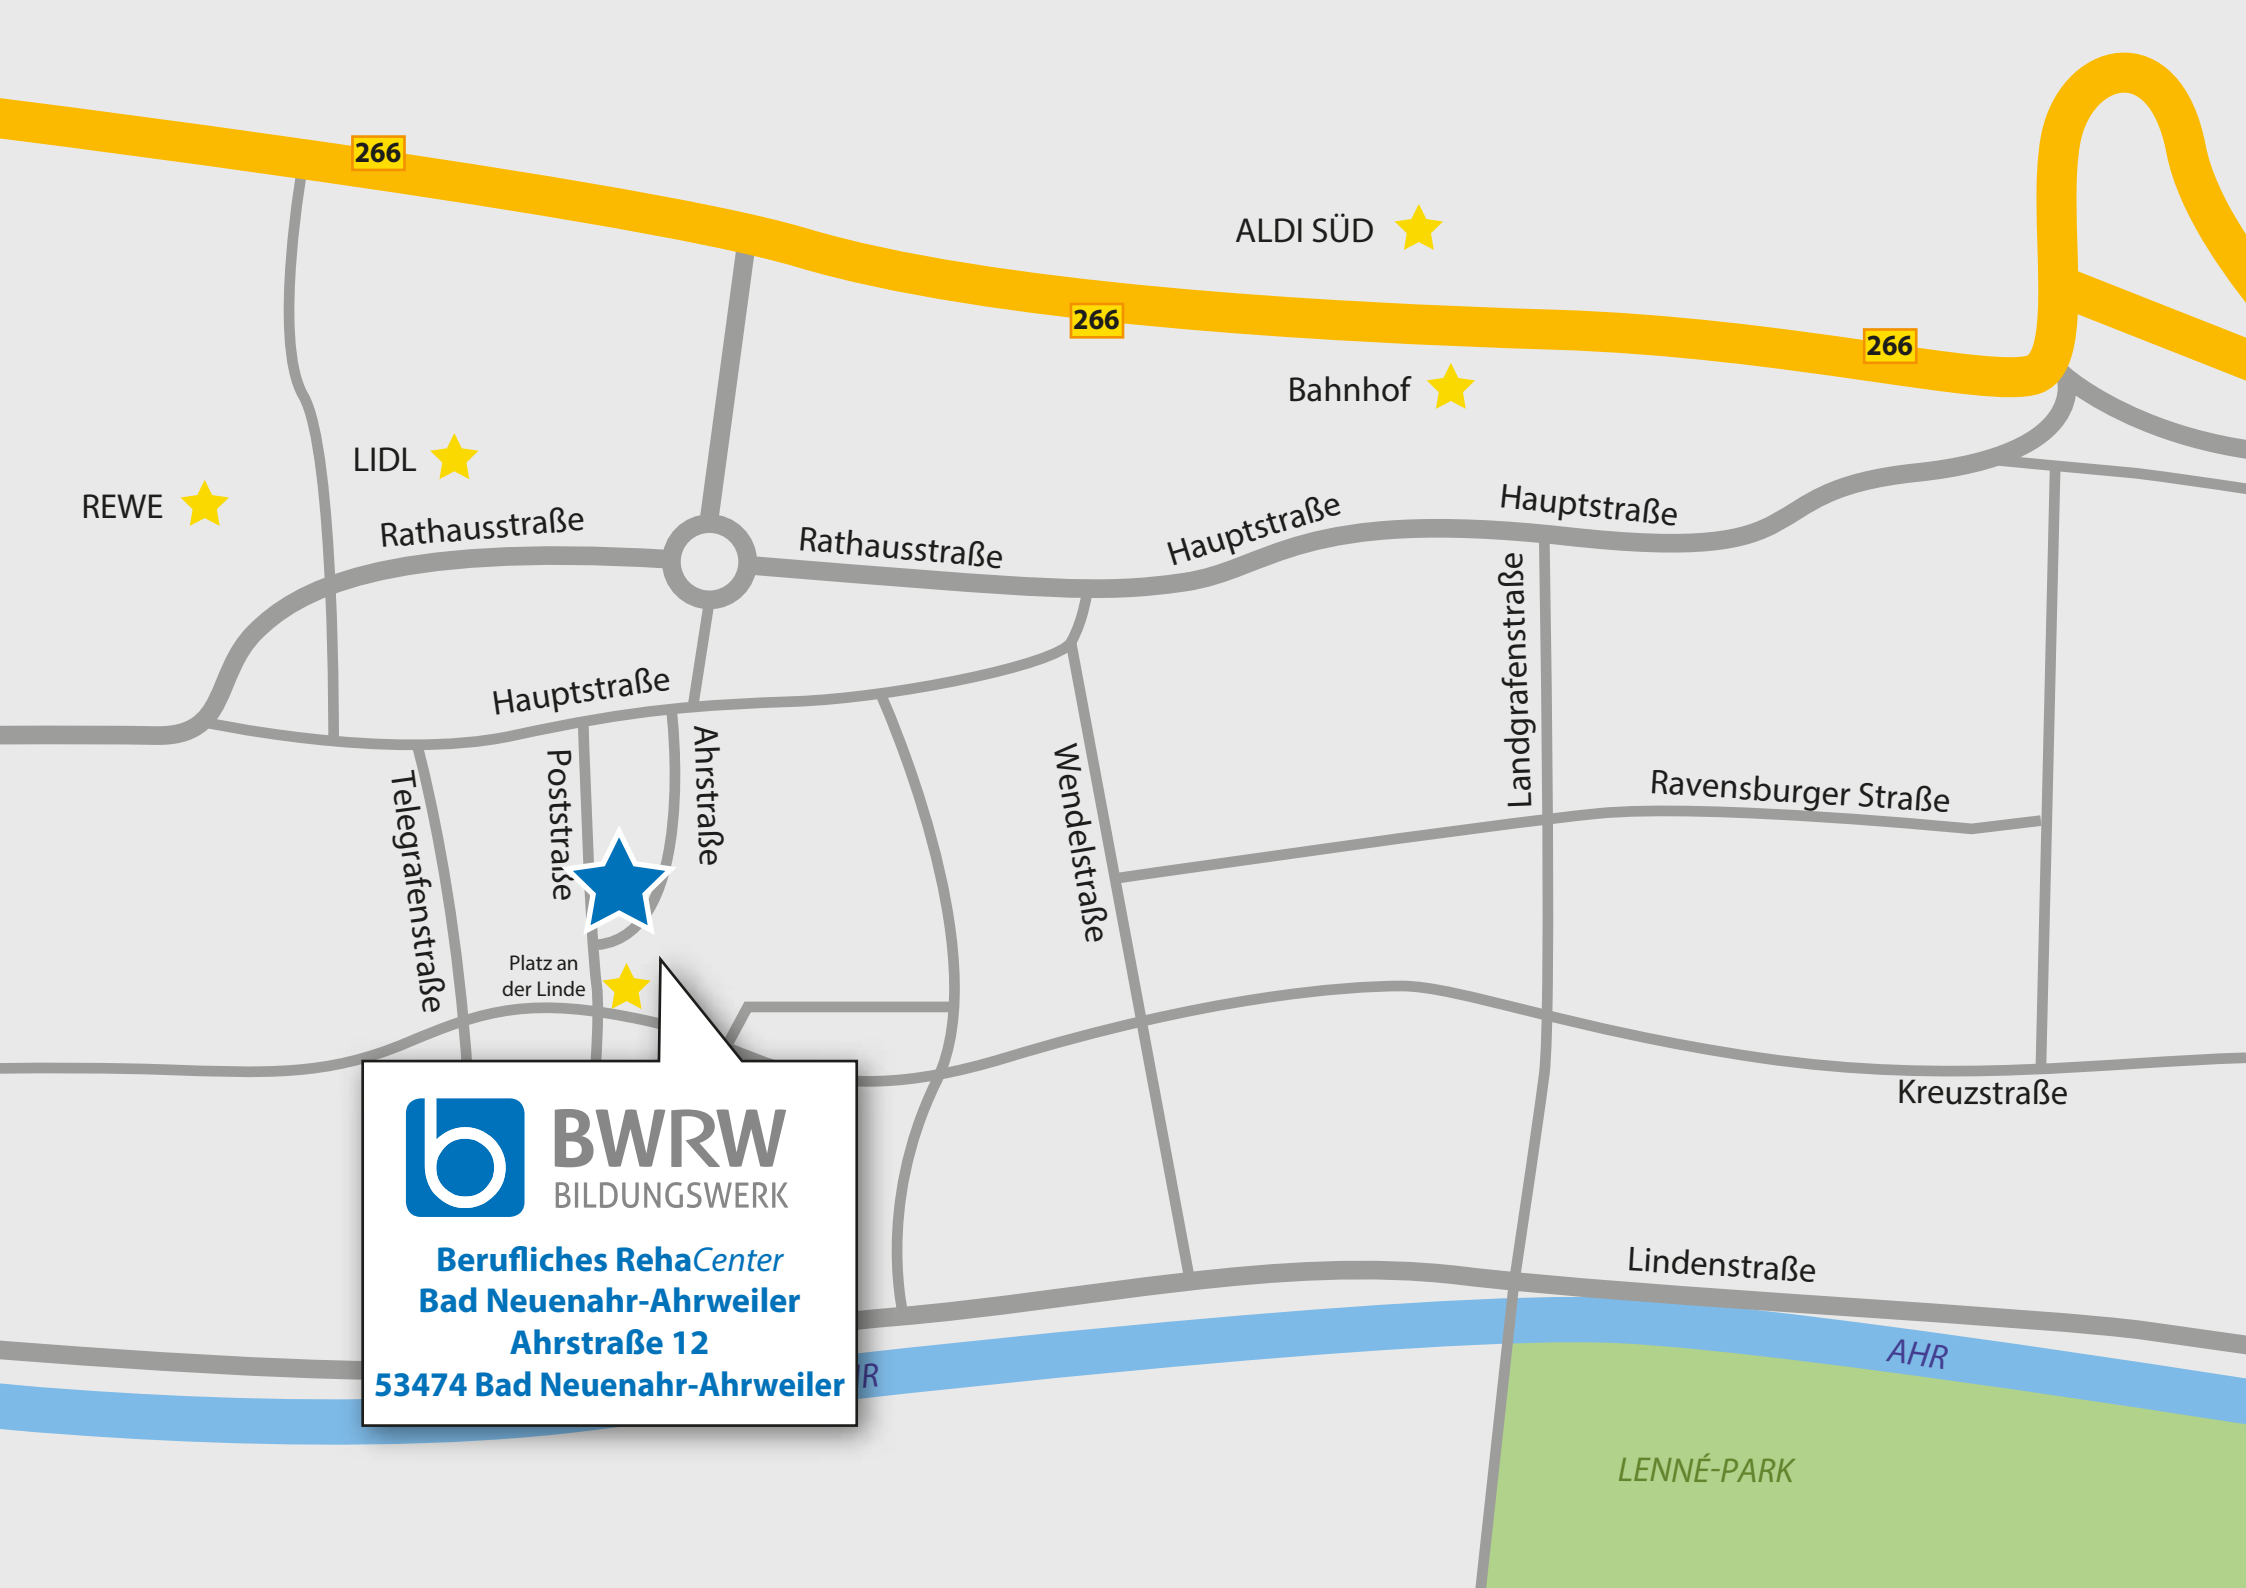 266
ALDI SÜD
266
266
Bahnhof
LIDL
REWE
Rathausstraße
Rathausstraße
Hauptstraße
Hauptstraße
Landgrafenstraße
Hauptstraße
Ahrstraße
Poststraße
Telegrafenstraße
Wendelstraße
Ravensburger Straße
Platz an
der Linde
Kreuzstraße
BWRW
BILDUNGSWERK
Berufliches RehaCenter
Bad Neuenahr-Ahrweiler
Ahrstraße 12
53474 Bad Neuenahr-Ahrweiler
Lindenstraße
AHR
LENNÉ-PARK